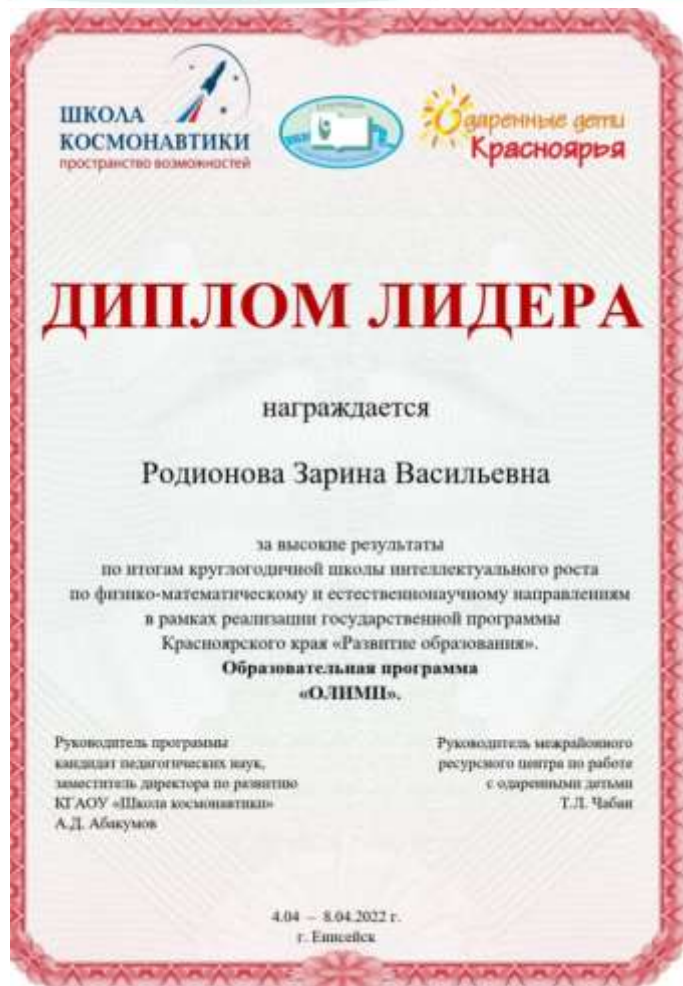 ШКОЛА
КОСМОНАВТИКИ
пространство возможностей
Одаренные дети
Красноярья
ДИПЛОМ ЛИДЕРА
награждается
Родионова Зарина Васильевна
за высокие результаты
по итогам круглогодичной школы интеллектуального роста
по физико-математическому и естественнонаучному направлениям
в рамках реализации государственной программы
Красноярского края «Развитие образования».
Образовательная программа
«ОЛИМП».
Руководитель программы
кандидат педагогических наук,
заместитель директора по развитию
КГАОУ «Школа космонавтики»
А.Д. Абакумов
Руководитель межрайонного
ресурсного центра по работе
с одаренными детьми
Т.Л. Чабан
4.04 – 8.04.2022 г.
г. Енисейск